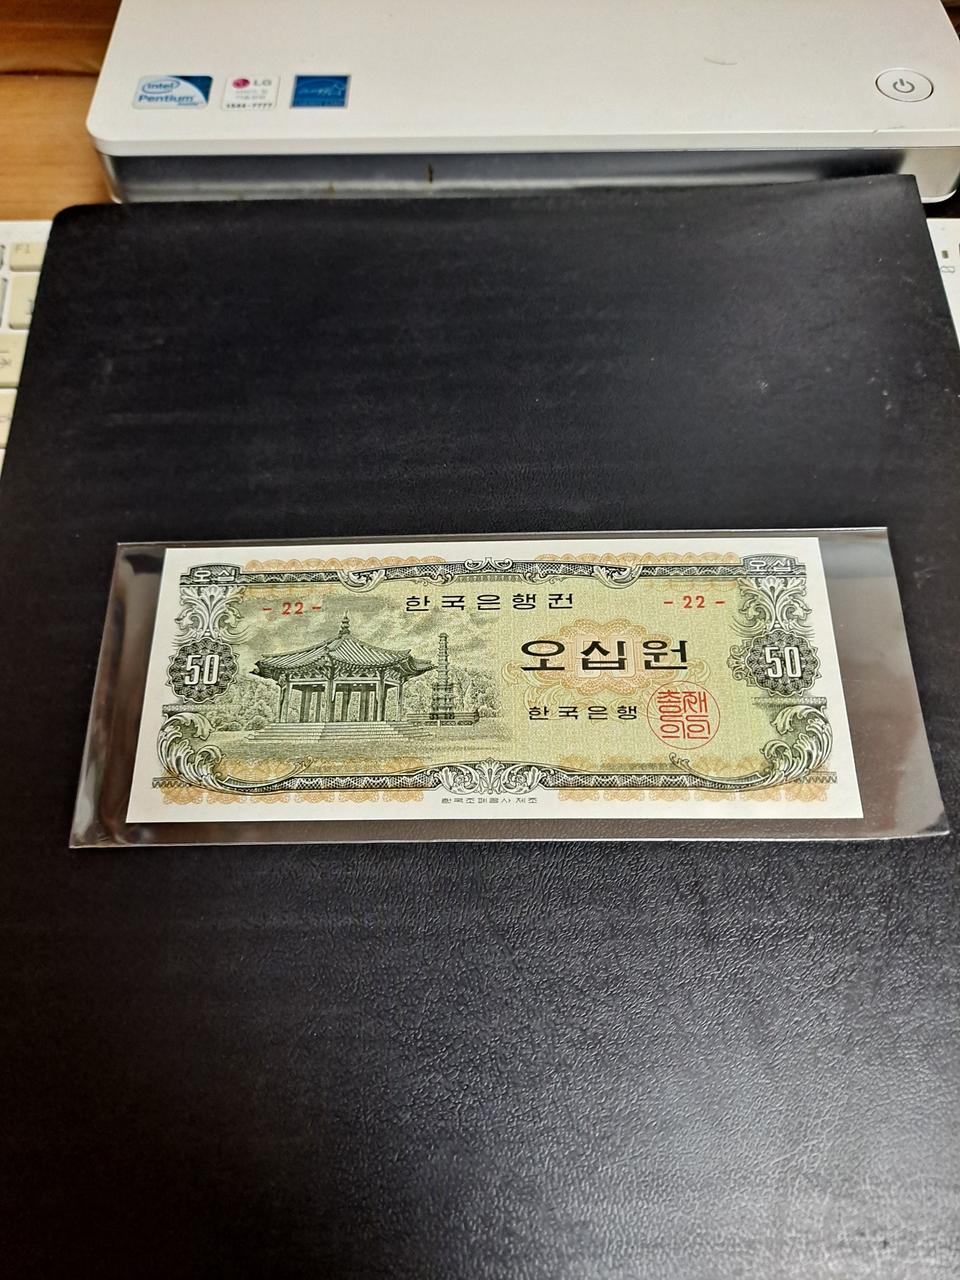 intel
Pentium
LG
1544-7777
F1
오십
오십
- 22 -
한국은행권
- 22 -
오십원
50
50
한국은행
총재의인
한국조폐공사 제조